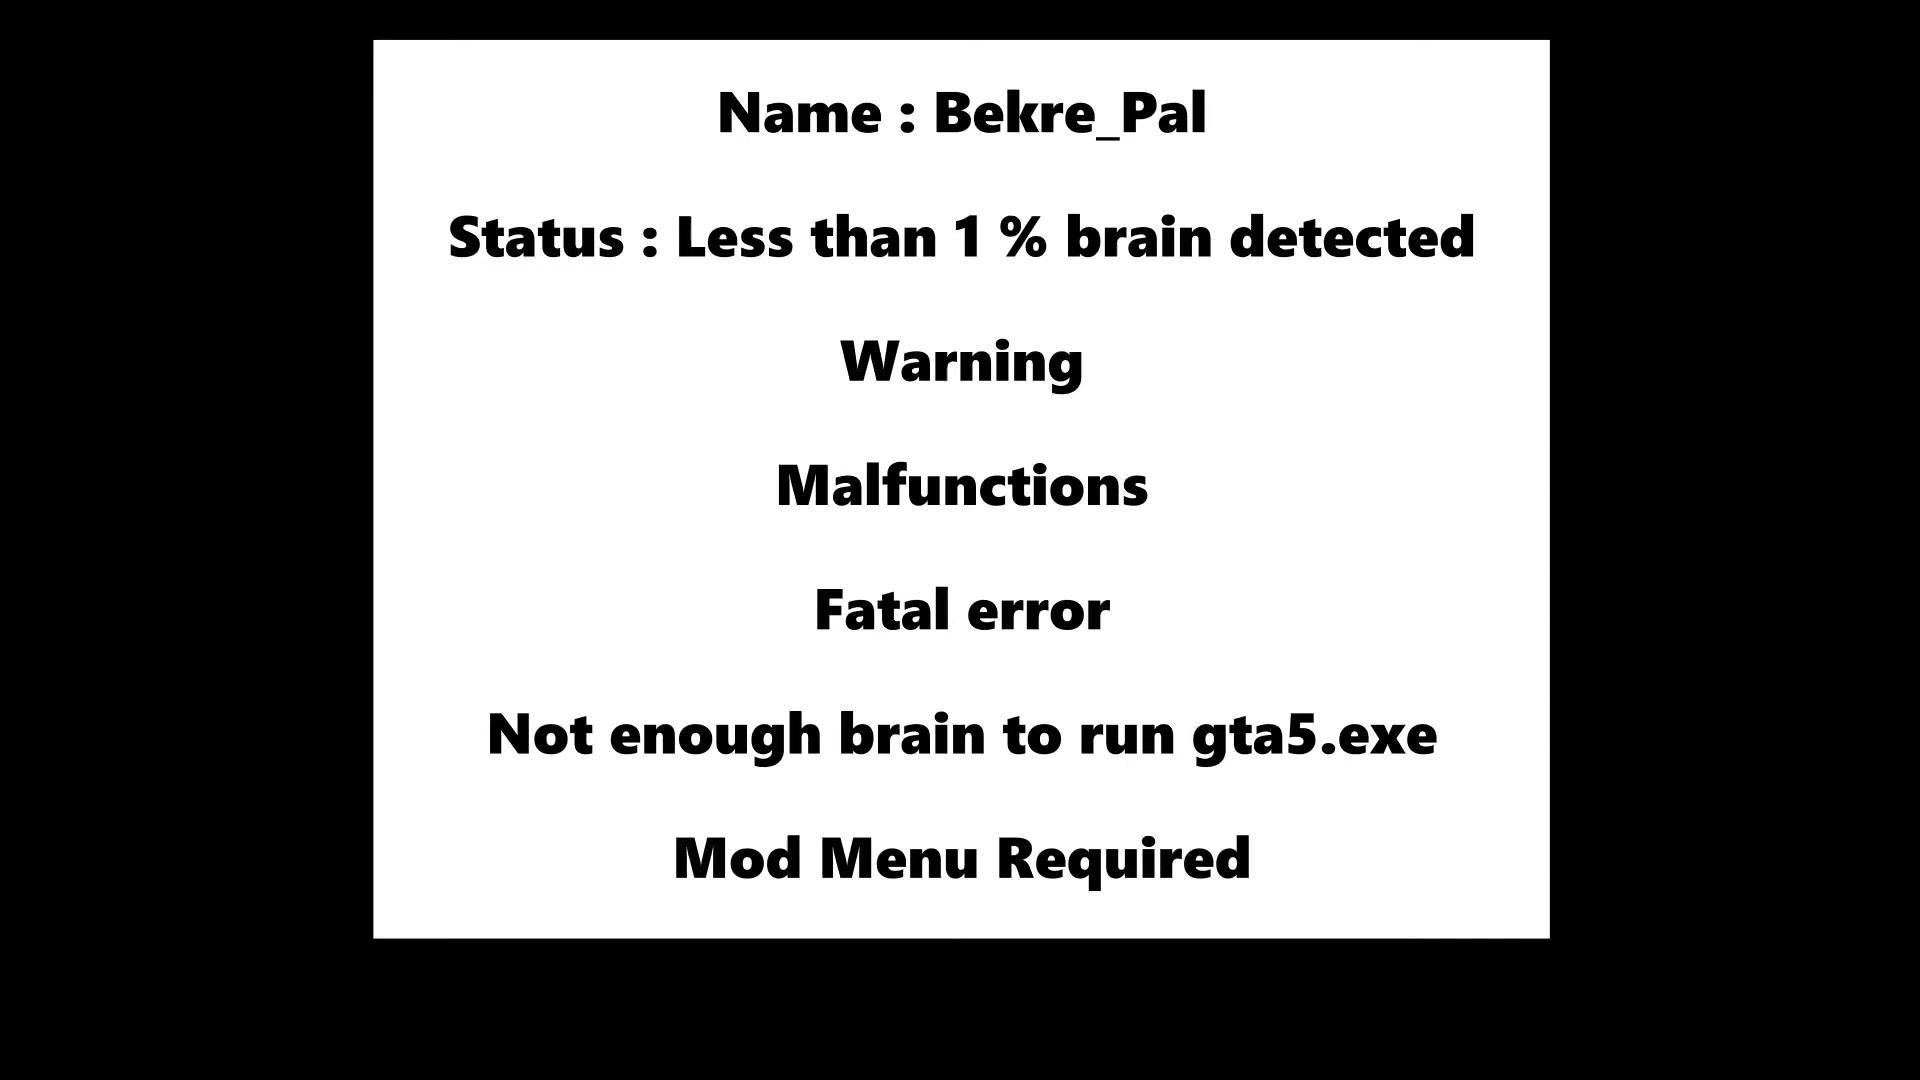 Name : Bekre_Pal
Status : Less than 1 % brain detected
Warning
Malfunctions
Fatal error
Not enough brain to run gta5.exe
Mod Menu Required